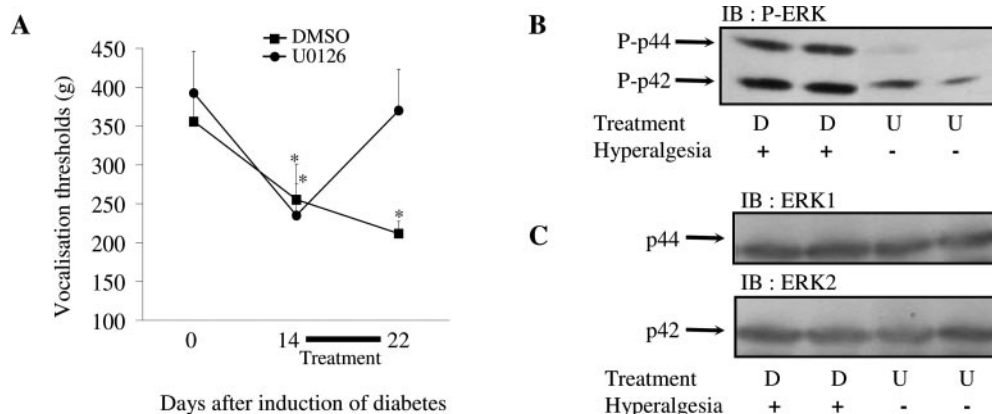 A
DMSO
U0126
Vocalisation thresholds (g)
450
400
350
300
250
200
150
100
*
*
*
0
14
22
Treatment
Days after induction of diabetes
B
IB : P-ERK
P-p44
P-p42
Treatment D D U U
Hyperalgesia + + - -
C
IB : ERK1
p44
IB : ERK2
p42
Treatment D D U U
Hyperalgesia + + - -